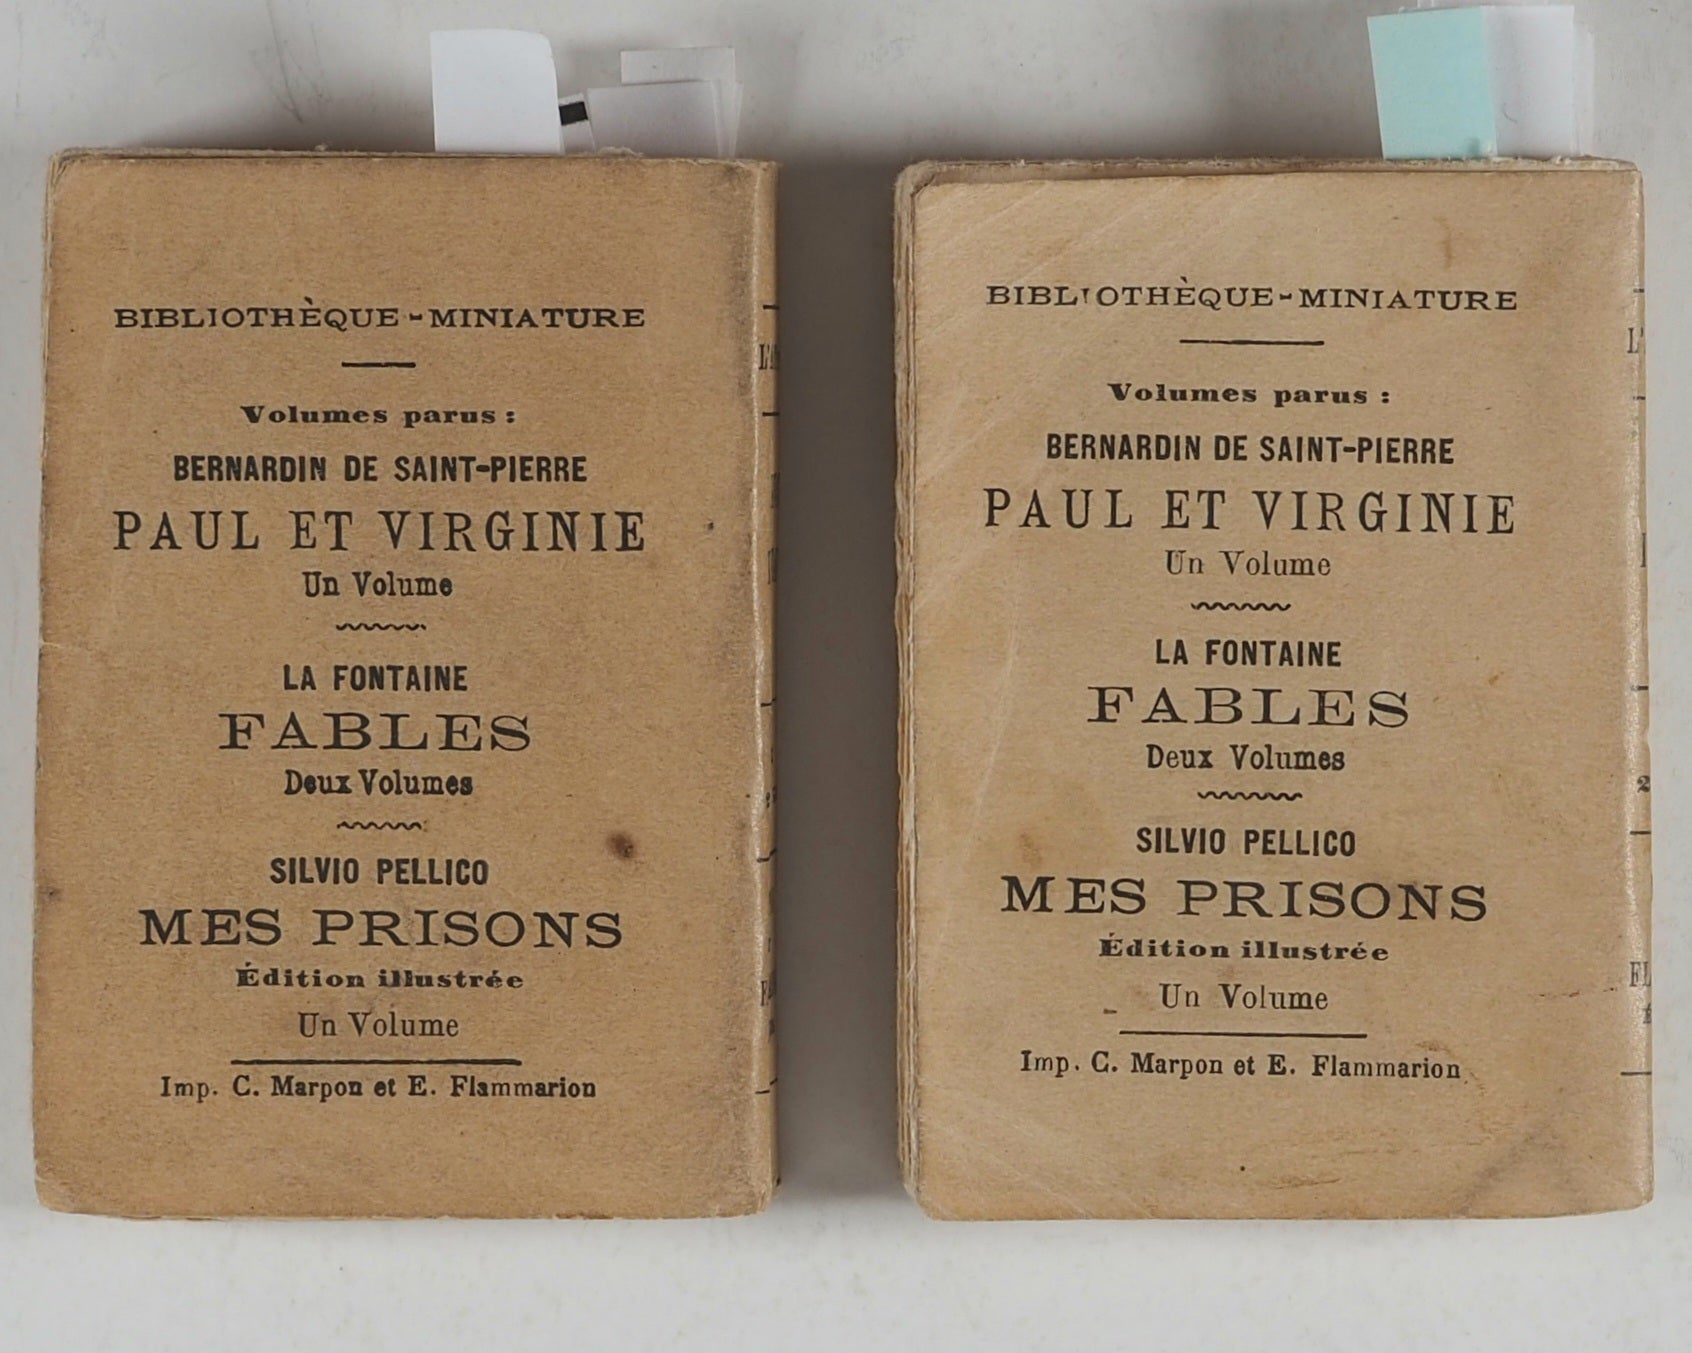 BIBLIOTHÈQUE-MINIATURE
Volumes parus :
BERNARDIN DE SAINT-PIERRE
PAUL ET VIRGINIE
Un Volume
LA FONTAINE
FABLES
Deux Volumes
SILVIO PELLICO
MES PRISONS
Édition illustrée
Un Volume
Imp. C. Marpon et E. Flammarion
BIBLIOTHÈQUE-MINIATURE
Volumes parus :
BERNARDIN DE SAINT-PIERRE
PAUL ET VIRGINIE
Un Volume
LA FONTAINE
FABLES
Deux Volumes
SILVIO PELLICO
MES PRISONS
Édition illustrée
Un Volume
Imp. C. Marpon et E. Flammarion